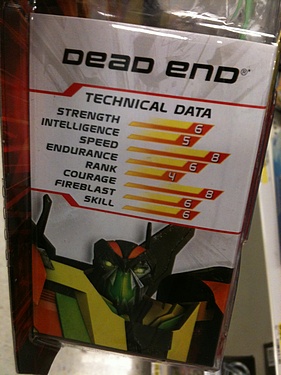 DEAD END®*
TECHNICAL DATA
STRENGTH 6
INTELLIGENCE 5
SPEED 8
ENDURANCE 6
RANK 4
COURAGE 8
FIREBLAST 6
SKILL 6